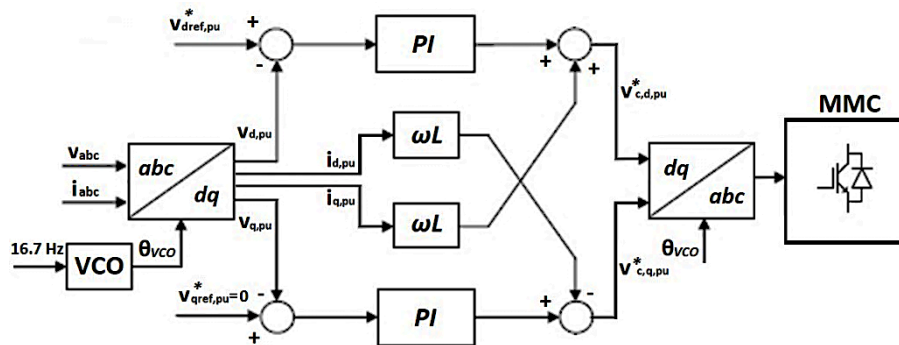 v*dref,pu
+
-
PI
+
+
v*c,d,pu
MMC
vd,pu
ωL
vabc
abc
id,pu
dq
iabc
dq
iq,pu
ωL
abc
vq,pu
16.7 Hz
VCO
θVCO
θVCO
v*c,q,pu
v*qref,pu=0
-
+
PI
+
-